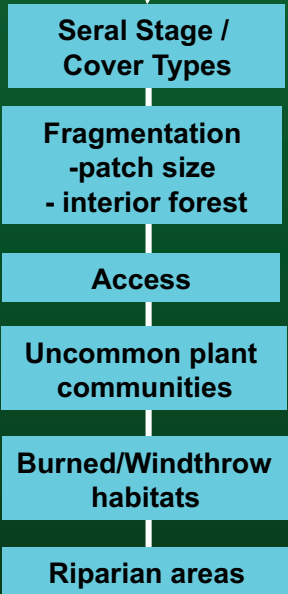 Seral Stage /
Cover Types
Fragmentation
-patch size
- interior forest
Access
Uncommon plant
communities
Burned/Windthrow
habitats
Riparian areas